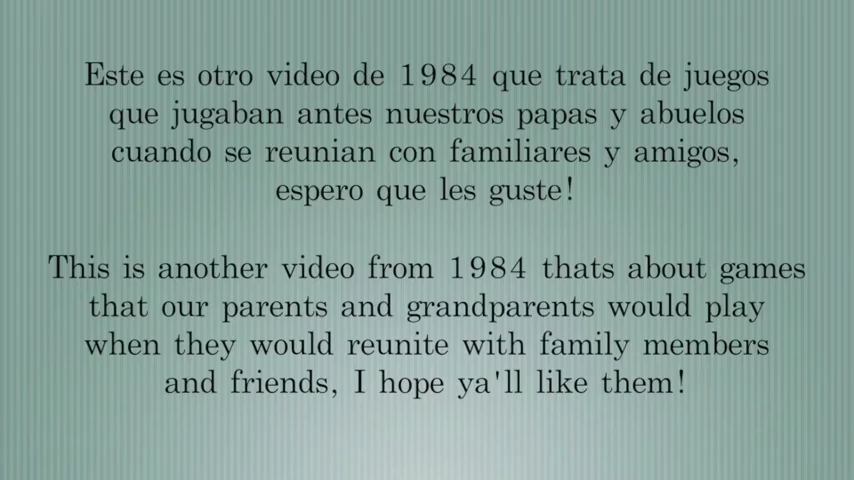 Este es otro video de 1984 que trata de juegos
que jugaban antes nuestros papas y abuelos
cuando se reunian con familiares y amigos,
espero que les guste!
This is another video from 1984 thats about games
that our parents and grandparents would play
when they would reunite with family members
and friends, I hope ya'll like them!